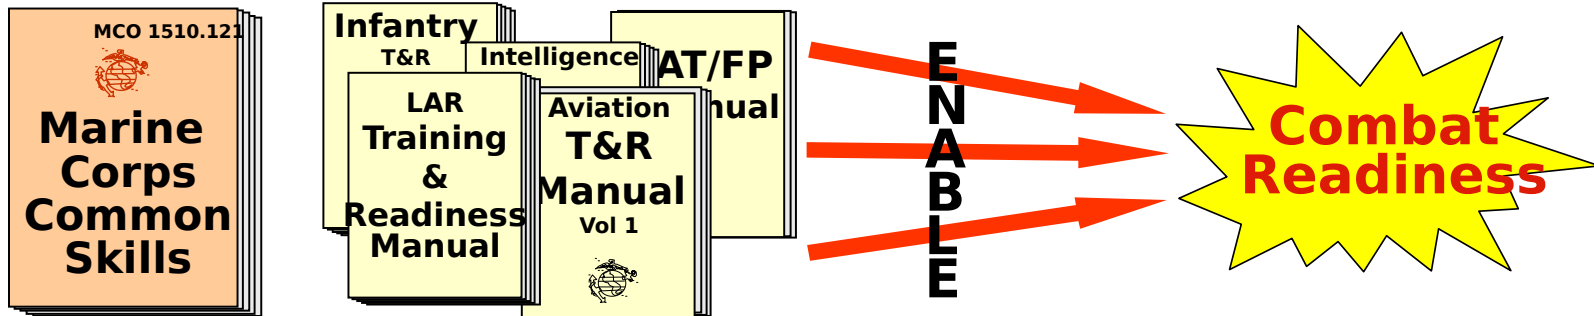 MCO 1510.121
Marine
Corps
Common
Skills
Infantry
T&R
Intelligence
AT/FP
LAR
Training
&
Readiness
Manual
Aviation
T&R
Manual
Vol 1
ENABLE
Combat
Readiness